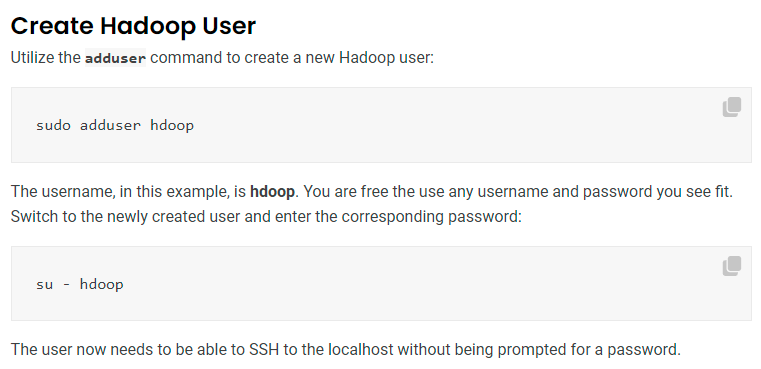 Create Hadoop User
Utilize the adduser command to create a new Hadoop user:
sudo adduser hdoop
The username, in this example, is hdoop. You are free the use any username and password you see fit.
Switch to the newly created user and enter the corresponding password:
su - hdoop
The user now needs to be able to SSH to the localhost without being prompted for a password.